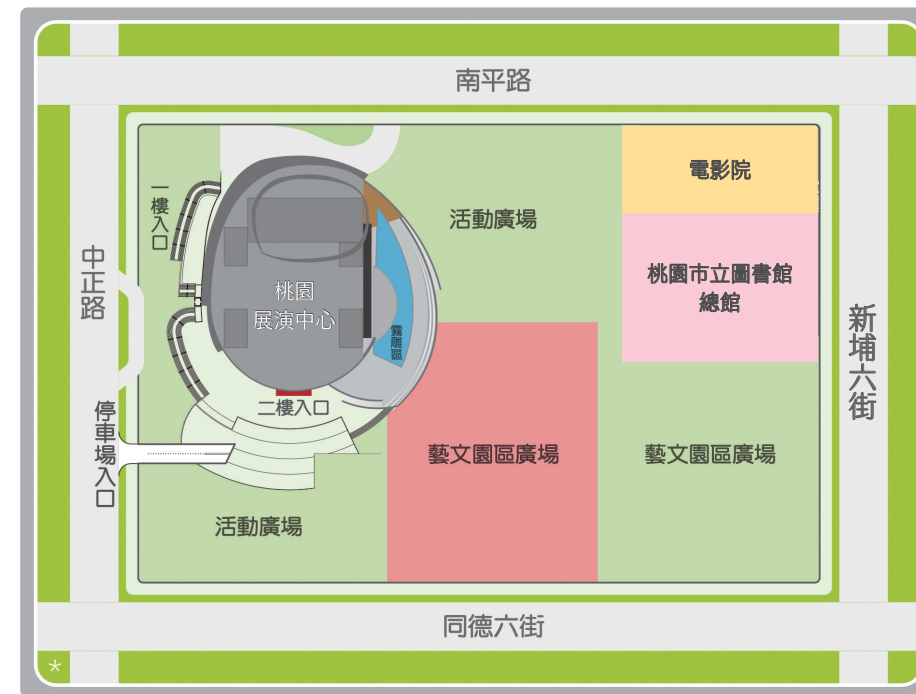 南平路
電影院
一樓入口
活動廣場
中正路
桃園市立圖書館
總館
桃園
展演中心
霧雕區
新埔六街
二樓入口
停車場入口
藝文園區廣場
藝文園區廣場
活動廣場
同德六街
*